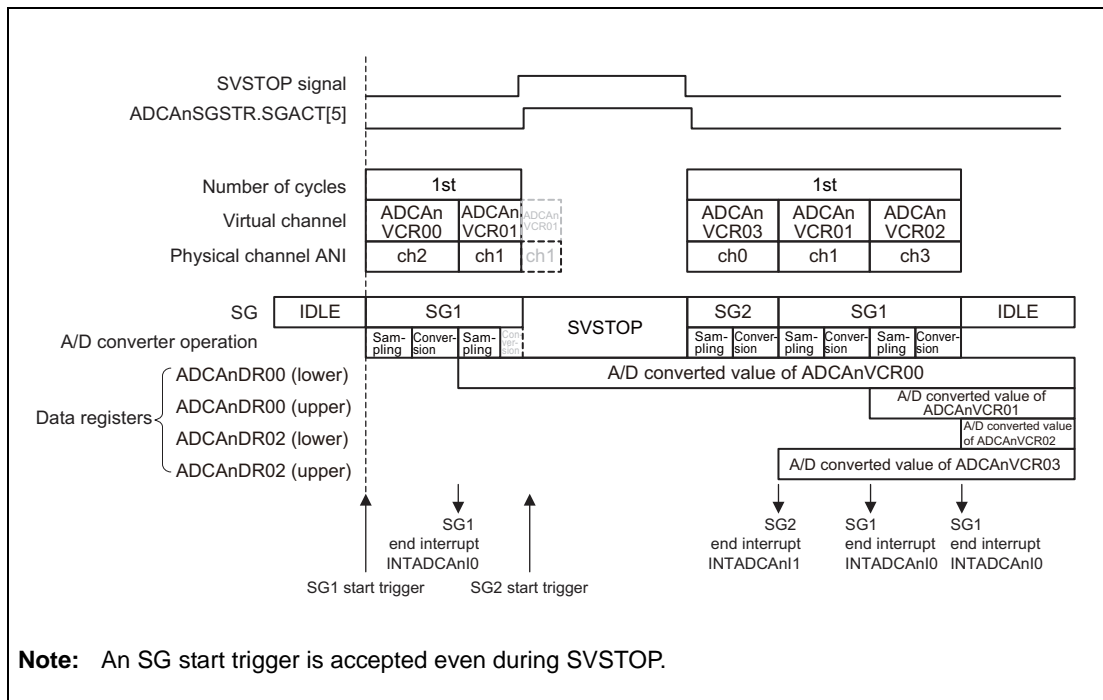 SVSTOP signal
ADCAnSGSTR.SGACT[5]
Number of cycles
1st
1st
Virtual channel
ADCAn
VCR00
ADCAn
VCR01
ADCAn
VCR01
ADCAn
VCR03
ADCAn
VCR01
ADCAn
VCR02
Physical channel ANI
ch2
ch1
ch1
ch0
ch1
ch3
SG
IDLE
SG1
SVSTOP
SG2
SG1
IDLE
A/D converter operation
Sam-
pling
Conver-
sion
Sam-
pling
Con-
ver-
sion
Sam-
pling
Conver-
sion
Sam-
pling
Conver-
sion
Sam-
pling
Conver-
sion
Data registers
ADCAnDR00 (lower)
A/D converted value of ADCAnVCR00
ADCAnDR00 (upper)
A/D converted value of
ADCAnVCR01
ADCAnDR02 (lower)
A/D converted value
of ADCAnVCR02
ADCAnDR02 (upper)
A/D converted value of ADCAnVCR03
SG1
end interrupt
INTADCAnI0
SG2
end interrupt
INTADCAnI1
SG1
end interrupt
INTADCAnI0
SG1
end interrupt
INTADCAnI0
SG1 start trigger
SG2 start trigger
Note: An SG start trigger is accepted even during SVSTOP.